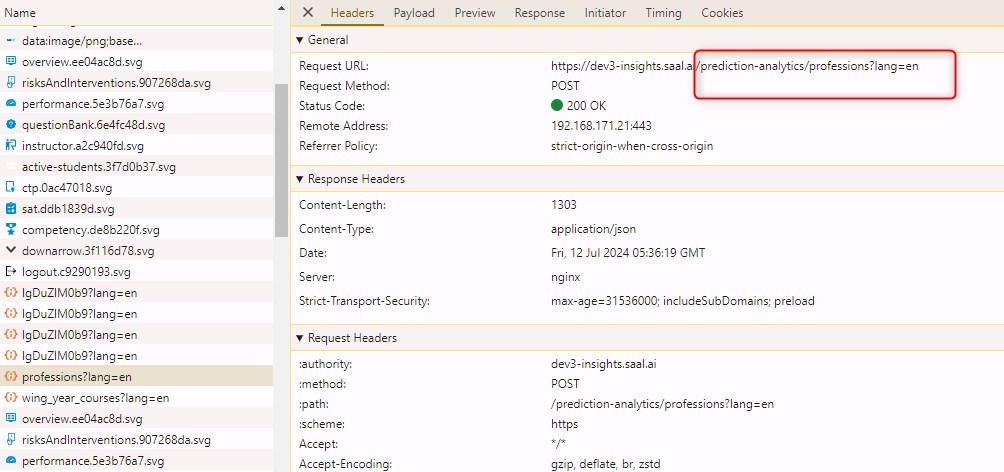 Name
data:image/png;base...
overview.ee04ac8d.svg
risksAndInterventions.907268da.svg
performance.5e3b76a7.svg
questionBank.6e4fc48d.svg
instructor.a2c940fd.svg
active-students.3f7d0b37.svg
ctp.0ac47018.svg
sat.ddb1839d.svg
competency.de8b220f.svg
downarrow.3f116d78.svg
logout.c9290193.svg
lgDuZlM0b9?lang=en
lgDuZlM0b9?lang=en
lgDuZlM0b9?lang=en
lgDuZlM0b9?lang=en
professions?lang=en
wing_year_courses?lang=en
overview.ee04ac8d.svg
risksAndInterventions.907268da.svg
performance.5e3b76a7.svg
Headers Payload Preview Response Initiator Timing Cookies
General
Request URL: https://dev3-insights.saal.ai/prediction-analytics/professions?lang=en
Request Method: POST
Status Code: 200 OK
Remote Address: 192.168.171.21:443
Referrer Policy: strict-origin-when-cross-origin
Response Headers
Content-Length: 1303
Content-Type: application/json
Date: Fri, 12 Jul 2024 05:36:19 GMT
Server: nginx
Strict-Transport-Security: max-age=31536000; includeSubDomains; preload
Request Headers
:authority: dev3-insights.saal.ai
:method: POST
:path: /prediction-analytics/professions?lang=en
:scheme: https
Accept: */*
Accept-Encoding: gzip, deflate, br, zstd